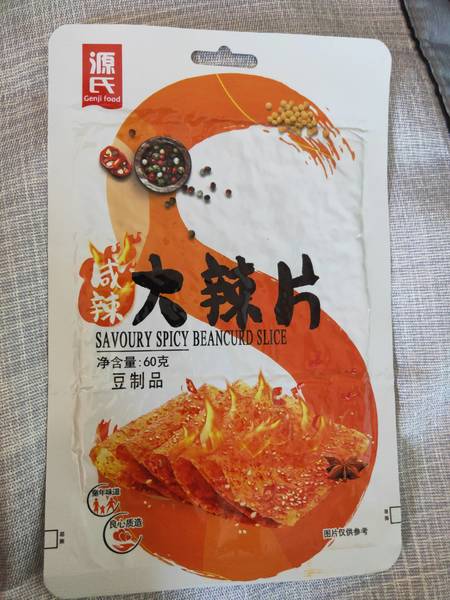 源
氏
Genji food
咸
辣
大辣片
SAVOURY SPICY BEANCURD SLICE
净含量:60克
豆制品
童年味道
良心质造
图片仅供参考